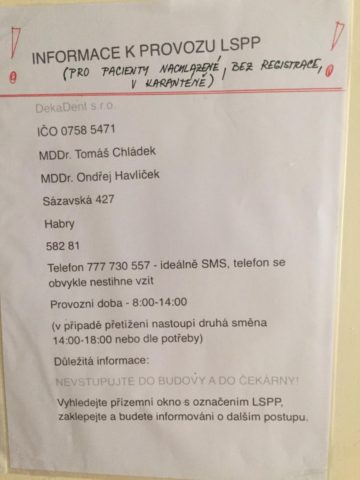 INFORMACE K PROVOZU LSPP
(PRO PACIENTY NACHLAZENÉ, BEZ REGISTRACE,
V KARANTÉNĚ)
DekaDent s.r.o.
IČO 0758 5471
MDDr. Tomáš Chládek
MDDr. Ondřej Havlíček
Sázavská 427
Habry
582 81
Telefon 777 730 557 - ideálně SMS, telefon se
obvykle nestihne vzít
Provozní doba - 8:00-14:00
(v případě přetížení nastoupí druhá směna
14:00-18:00 nebo dle potřeby)
Důležitá informace:
NEVSTUPUJTE DO BUDOVY A DO ČEKÁRNY!
Vyhledejte přízemní okno s označením LSPP,
zaklepejte a budete informováni o dalším postupu.